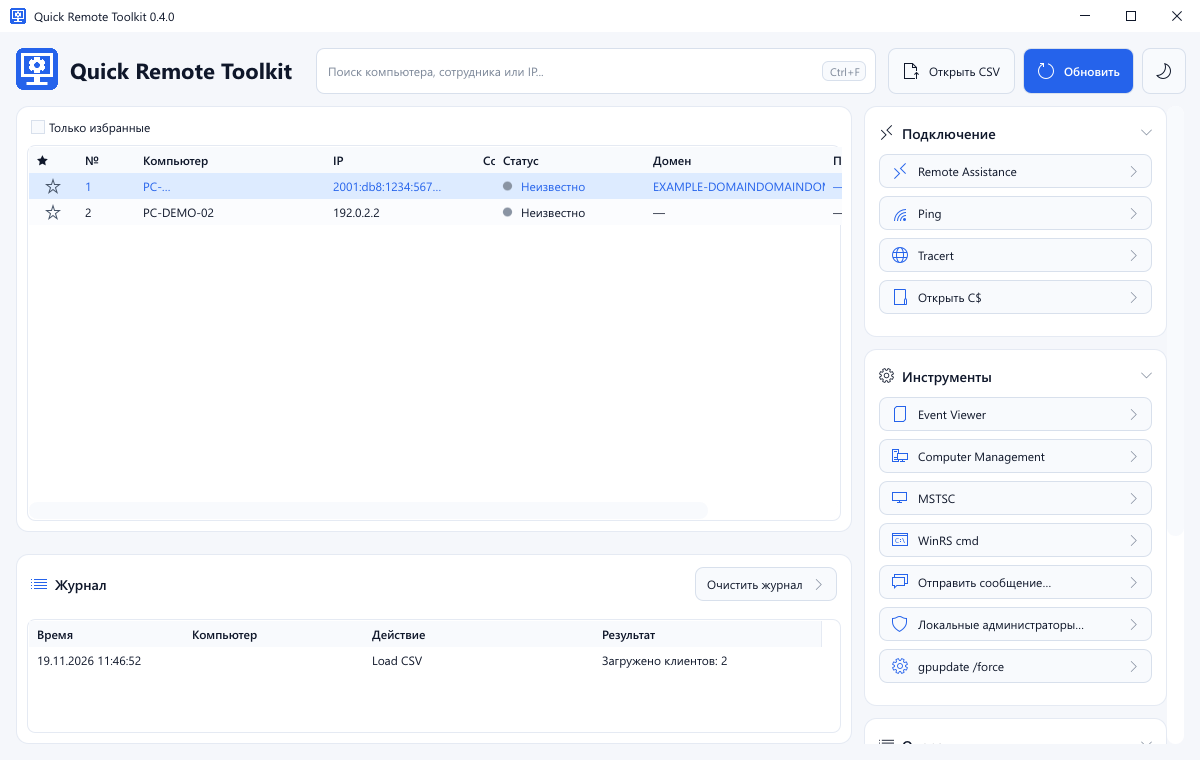 Quick Remote Toolkit 0.4.0
Quick Remote Toolkit
Поиск компьютера, сотрудника или IP...
Ctrl+F
Открыть CSV
Обновить
Только избранные
★ № Компьютер IP Сс Статус Домен П
1 PC-... 2001:db8:1234:567... Неизвестно EXAMPLE-DOMAINDOMAINDOM —
2 PC-DEMO-02 192.0.2.2 Неизвестно — —
Журнал
Очистить журнал
Время Компьютер Действие Результат
19.11.2026 11:46:52 Load CSV Загружено клиентов: 2
Подключение
Remote Assistance
Ping
Tracert
Открыть C$
Инструменты
Event Viewer
Computer Management
MSTSC
WinRS cmd
Отправить сообщение...
Локальные администраторы...
gpupdate /force